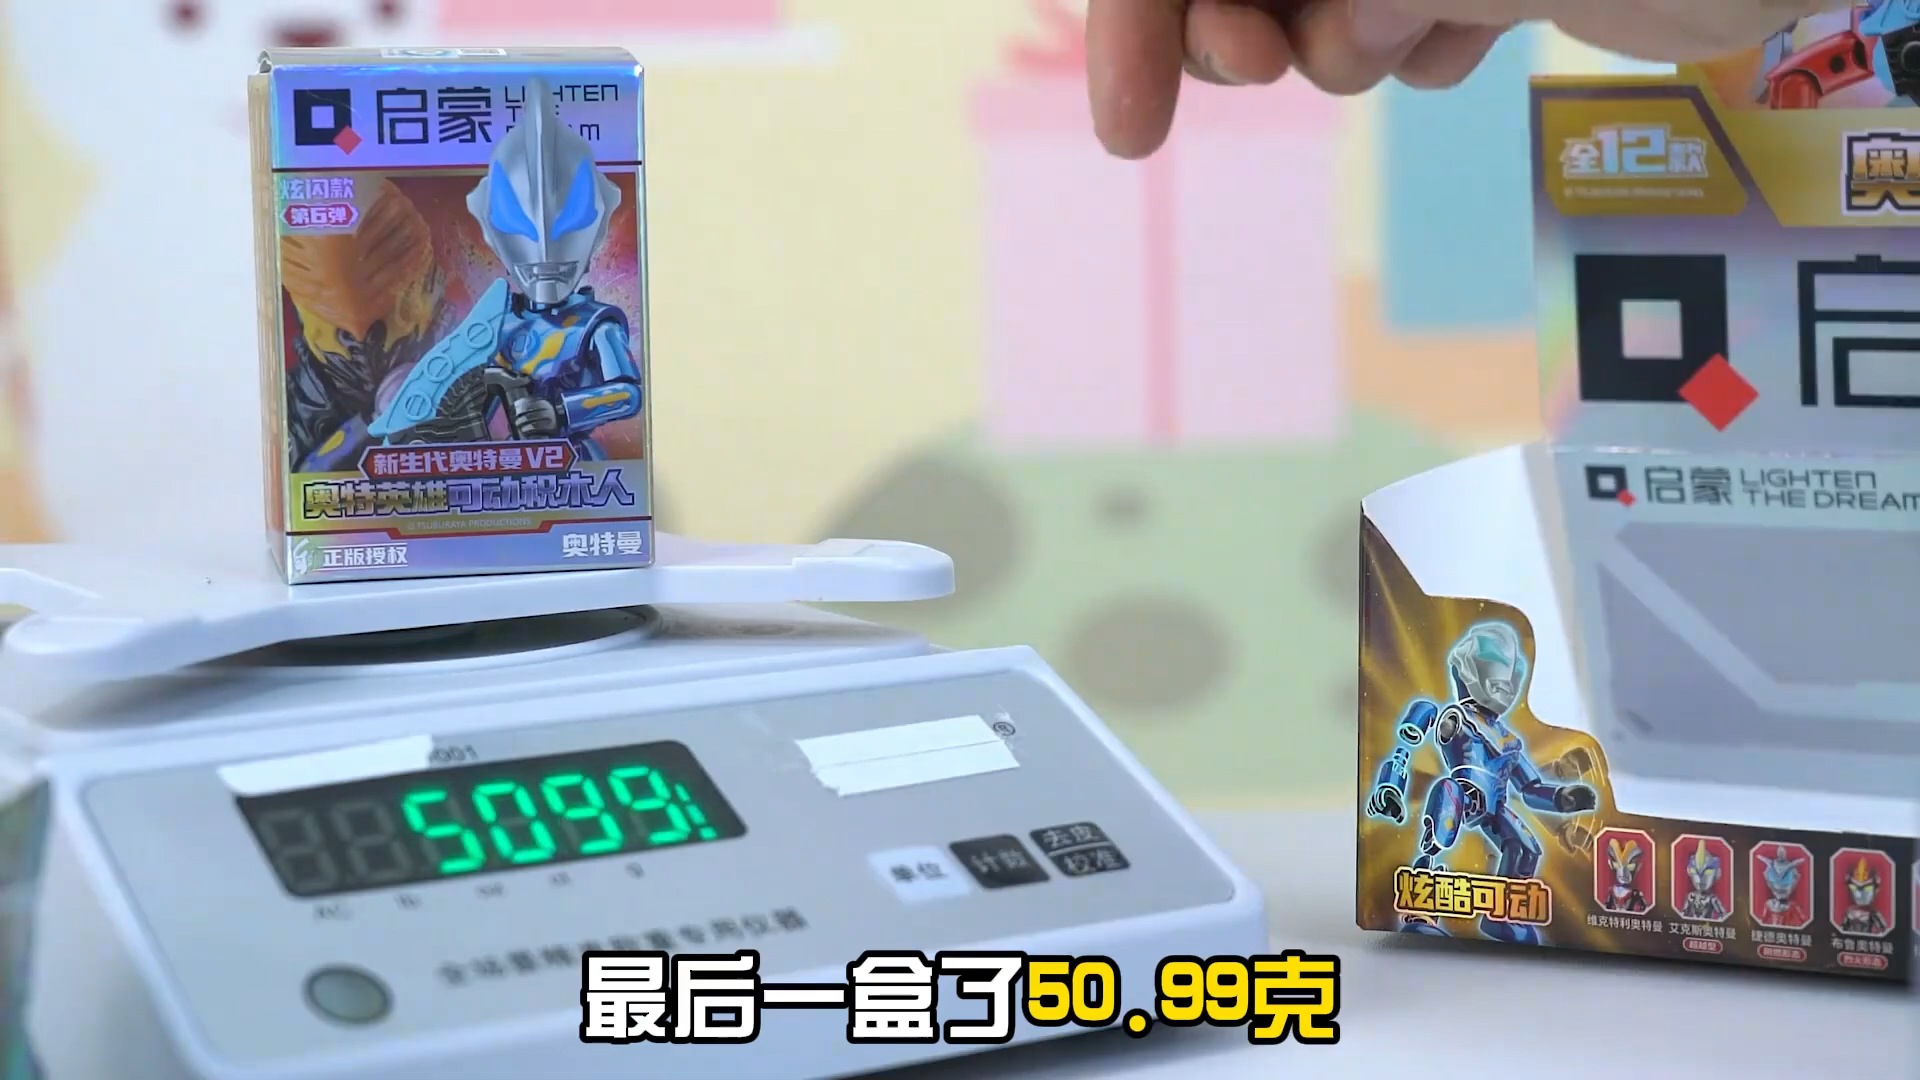 启蒙
LIGHTEN
THE
炫闪款
第6弹
新生代奥特曼V2
奥特英雄可动积木人
©TSUBURAYA PRODUCTIONS
正版授权
奥特曼
全12款
启蒙
LIGHTEN
THE DREAM
炫酷可动
维克特利奥特曼
艾克斯奥特曼
捷德奥特曼
布鲁奥特曼
001
5099
单位
计数
去皮
校准
最后一盒了50.99克